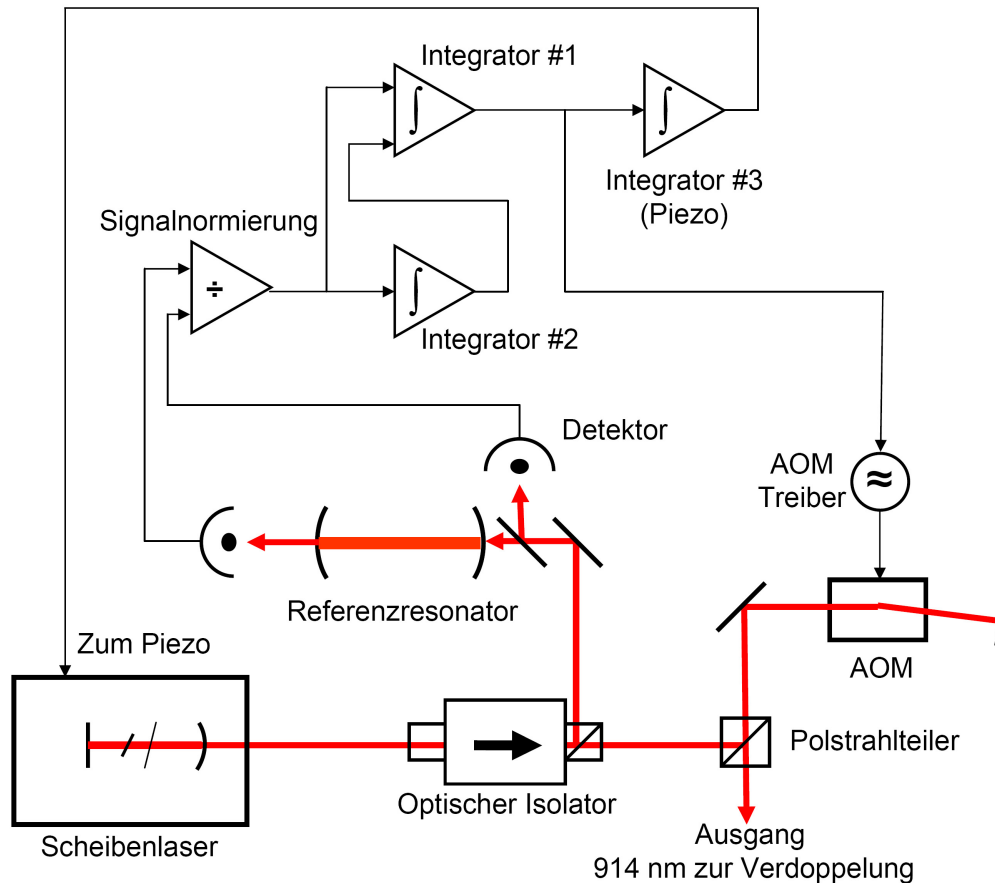 Integrator #1
Integrator #3
(Piezo)
Signalnormierung
÷
Integrator #2
Detektor
AOM
Treiber
≈
Referenzresonator
Zum Piezo
AOM
Polstrahlteiler
Optischer Isolator
Scheibenlaser
Ausgang
914 nm zur Verdoppelung